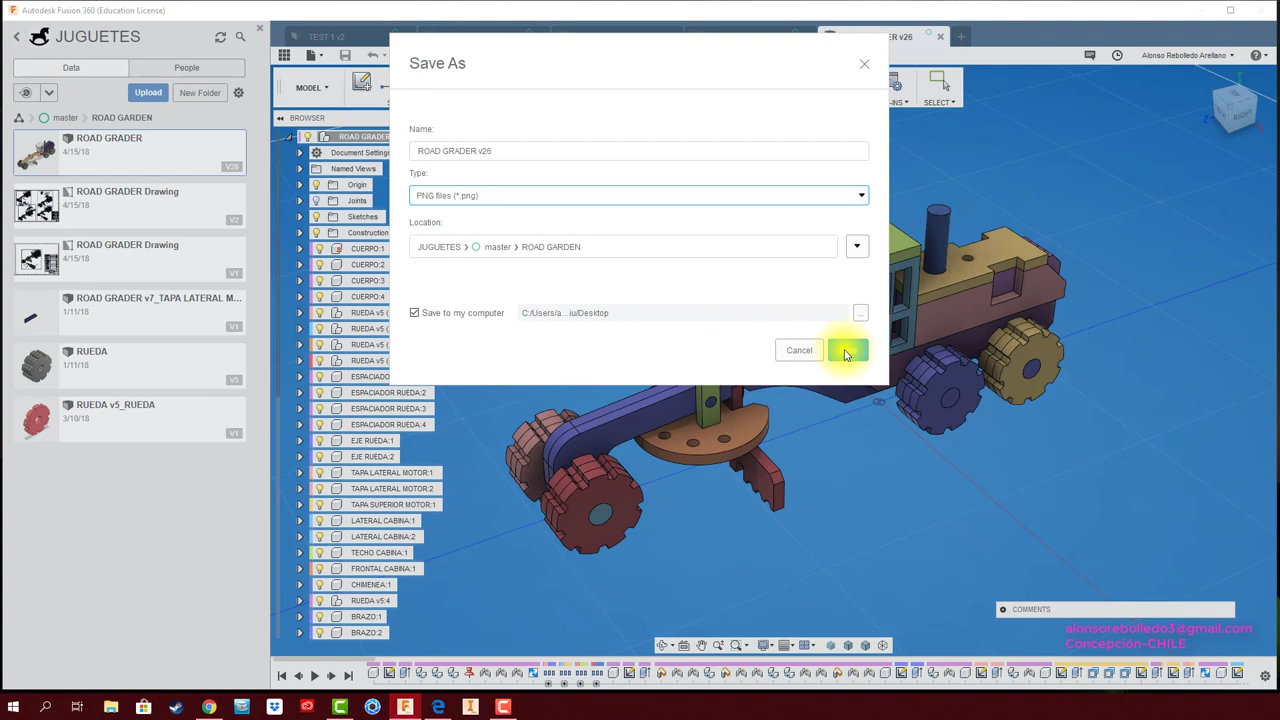 Autodesk Fusion 360 (Education License)
JUGUETES
Data
People
Upload
New Folder
master
ROAD GARDEN
ROAD GRADER
4/15/18
V26
ROAD GRADER Drawing
4/15/18
V2
ROAD GRADER Drawing
4/15/18
V1
ROAD GRADER v7_TAPA LATERAL M...
1/11/18
V1
RUEDA
1/11/18
V5
RUEDA v5_RUEDA
3/10/18
V1
TEST 1 v2
Alonso Rebolledo Arellano
MODEL
SELECT
BROWSER
ROAD GRADER
Document Settings
Named Views
Origin
Joints
Sketches
Construction
CUERPO:1
CUERPO:2
CUERPO:3
CUERPO:4
RUEDA v5 (
RUEDA v5 (
RUEDA v5 (
RUEDA v5 (
ESPACIADOR RUEDA:1
ESPACIADOR RUEDA:2
ESPACIADOR RUEDA:3
ESPACIADOR RUEDA:4
EJE RUEDA:1
EJE RUEDA:2
TAPA LATERAL MOTOR:1
TAPA LATERAL MOTOR:2
TAPA SUPERIOR MOTOR:1
LATERAL CABINA:1
LATERAL CABINA:2
TECHO CABINA:1
FRONTAL CABINA:1
CHIMENEA:1
RUEDA v5:4
BRAZO:1
BRAZO:2
Save As
Name:
ROAD GRADER v26
Type:
PNG files (*.png)
Location:
JUGUETES > master > ROAD GARDEN
Save to my computer
C:/Users/a...iu/Desktop
...
Cancel
RIGHT
COMMENTS
alonsorebolledo3@gmail.com
Concepción-CHILE